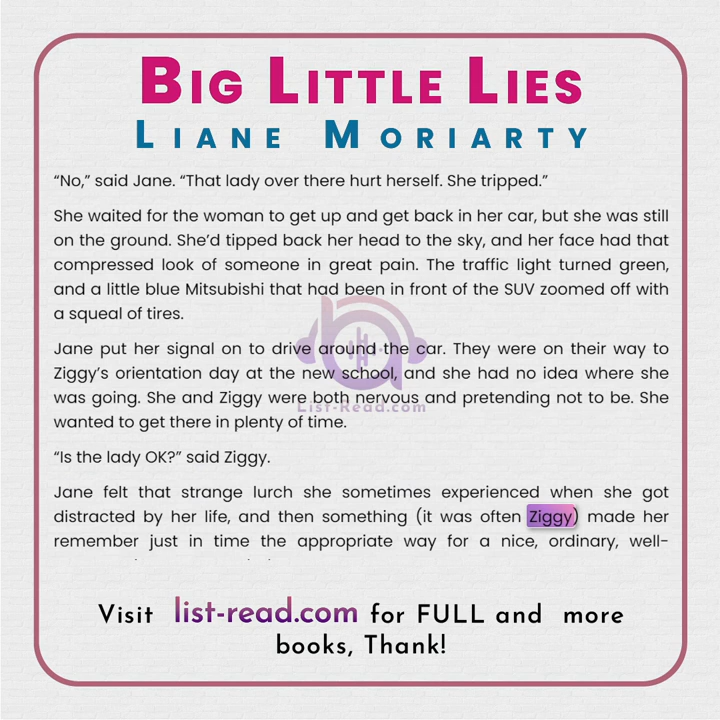 BIG LITTLE LIES
LIANE MORIARTY
“No,” said Jane. “That lady over there hurt herself. She tripped.”
She waited for the woman to get up and get back in her car, but she was still
on the ground. She’d tipped back her head to the sky, and her face had that
compressed look of someone in great pain. The traffic light turned green,
and a little blue Mitsubishi that had been in front of the SUV zoomed off with
a squeal of tires.
Jane put her signal on to drive around the car. They were on their way to
Ziggy’s orientation day at the new school, and she had no idea where she
was going. She and Ziggy were both nervous and pretending not to be. She
List-Read.com
wanted to get there in plenty of time.
“Is the lady OK?” said Ziggy.
Jane felt that strange lurch she sometimes experienced when she got
distracted by her life, and then something (it was often Ziggy) made her
remember just in time the appropriate way for a nice, ordinary, well-
Visit list-read.com for FULL and more
books, Thank!